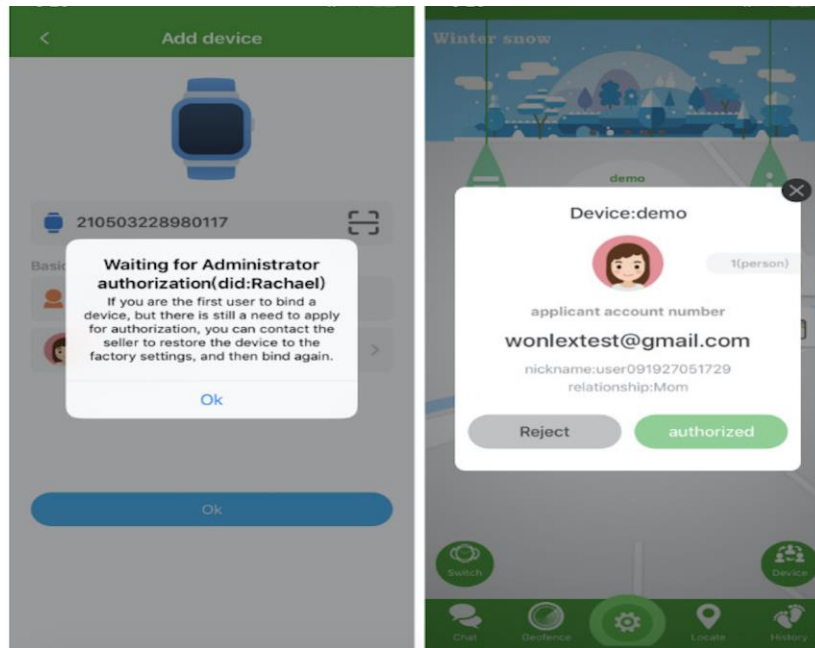 Add device
210503228980117
Basic
Waiting for Administrator
authorization(did:Rachael)
If you are the first user to bind a
device, but there is still a need to apply
for authorization, you can contact the
seller to restore the device to the
factory settings, and then bind again.
Ok
Ok
Winter snow
demo
Device:demo
1(person)
applicant account number
wonlextest@gmail.com
nickname:user091927051729
relationship:Mom
Reject
authorized
Switch
Device
Chat
Geofence
Locate
History